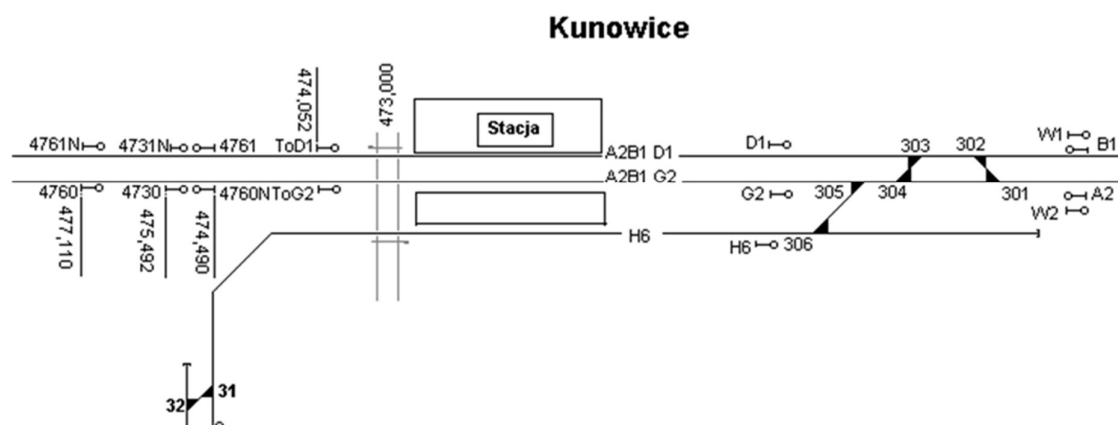 Kunowice
474,052
473,000
Stacja
4761N
4731N
4761
ToD1
A2B1 D1
D1
303
302
W1
B1
A2B1 G2
4760
4730
4760N
ToG2
G2
305
304
301
A2
W2
477,110
475,492
474,490
H6
H6
306
31
32